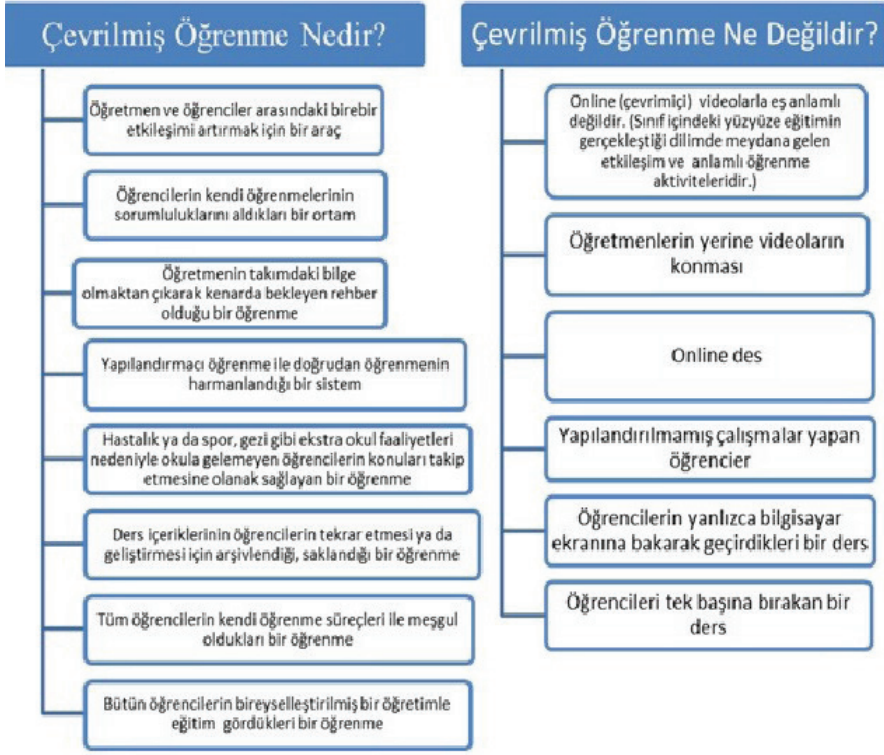 Çevrilmiş Öğrenme Nedir?
Öğretmen ve öğrenciler arasındaki birebir
etkileşimi artırmak için bir araç
Öğrencilerin kendi öğrenmelerinin
sorumluluklarını aldıkları bir ortam
Öğretmenin takımdaki bilge
olmaktan çıkarak kenarda bekleyen rehber
olduğu bir öğrenme
Yapılandırmacı öğrenme ile doğrudan öğrenmenin
harmanlandığı bir sistem
Hastalık ya da spor, gezi gibi ekstra okul faaliyetleri
nedeniyle okula gelemeyen öğrencilerin konuları takip
etmesine olanak sağlayan bir öğrenme
Ders içeriklerinin öğrencilerin tekrar etmesi ya da
geliştirmesi için arşivlendiği, saklandığı bir öğrenme
Tüm öğrencilerin kendi öğrenme süreçleri ile meşgul
oldukları bir öğrenme
Bütün öğrencilerin bireyselleştirilmiş bir öğretimle
eğitim gördükleri bir öğrenme
Çevrilmiş Öğrenme Ne Değildir?
Online (çevrimiçi) videolarla eş anlamlı
değildir. (Sınıf içindeki yüzyüze eğitimin
gerçekleştiği dilimde meydana gelen
etkileşim ve anlamlı öğrenme
aktiviteleridir.)
Öğretmenlerin yerine videoların
konması
Online des
Yapılandırılmamış çalışmalar yapan
öğrencier
Öğrencilerin yanlızca bilgisayar
ekranına bakarak geçirdikleri bir ders
Öğrencileri tek başına bırakan bir
ders